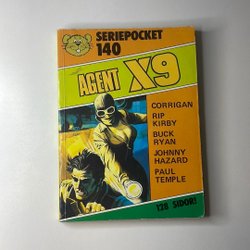 SERIEPOCKET
140
AGENT X9
CORRIGAN
RIP
KIRBY
BUCK
RYAN
JOHNNY
HAZARD
PAUL
TEMPLE
128 SIDOR!